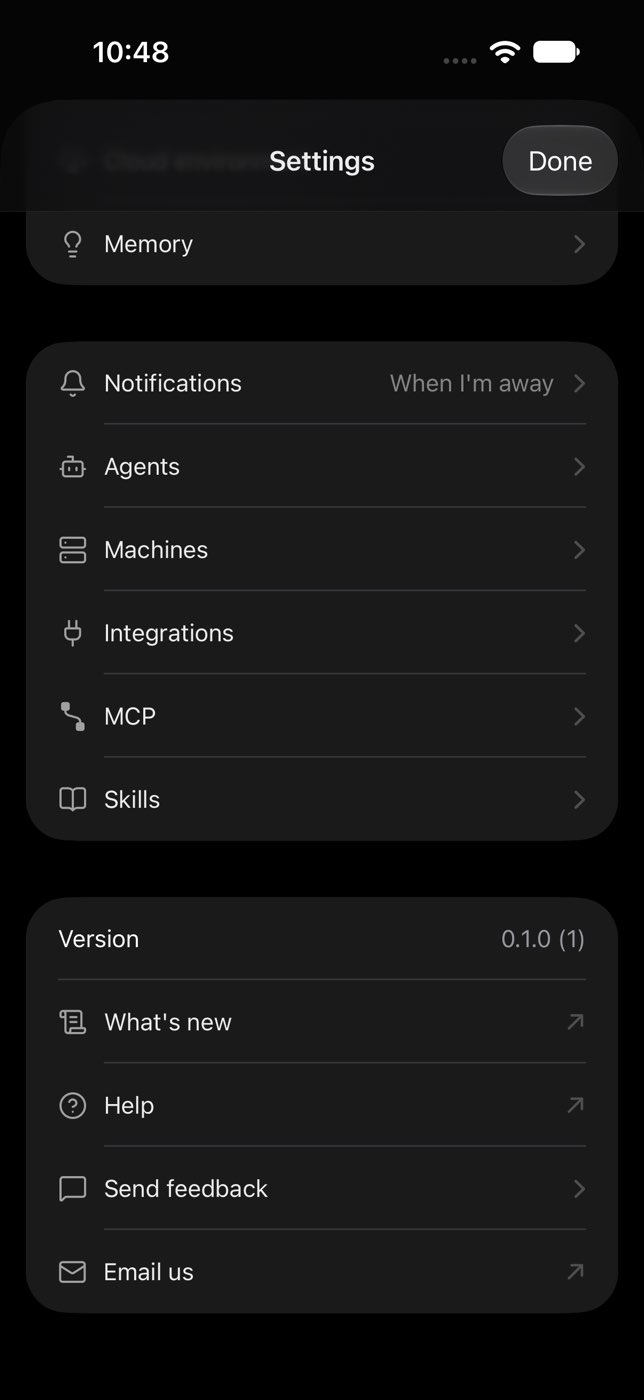 10:48
Settings
Done
Memory
Notifications
When I'm away
Agents
Machines
Integrations
MCP
Skills
Version
0.1.0 (1)
What's new
Help
Send feedback
Email us